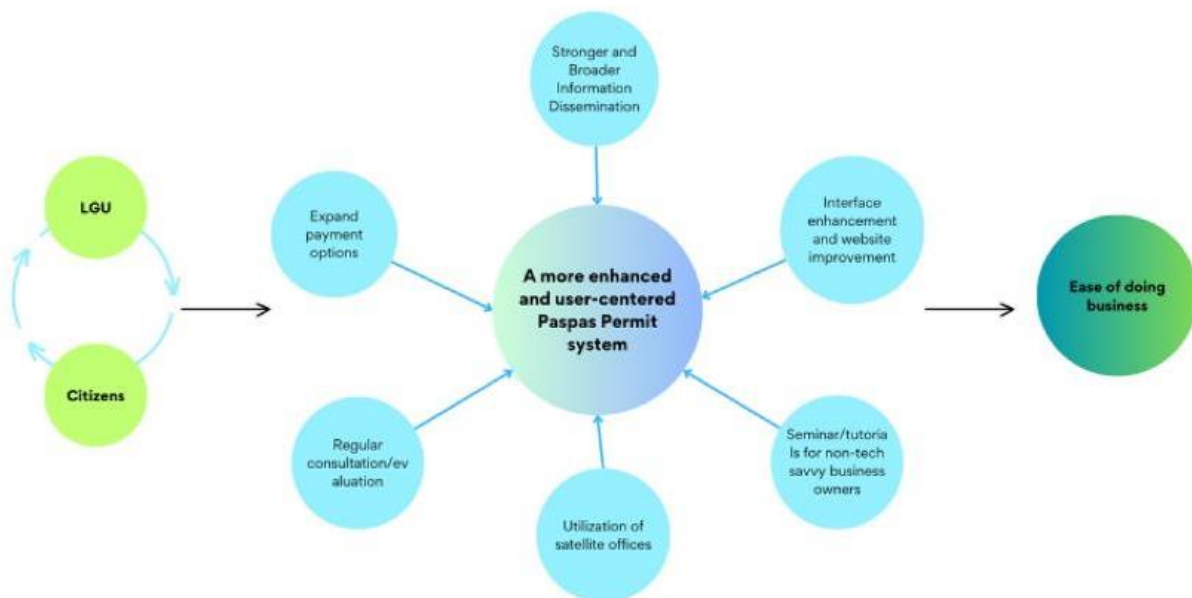 Stronger and
Broader
Information
Dissemination
LGU
Expand
payment
options
Interface
enhancement
and website
improvement
A more enhanced
and user-centered
Paspas Permit
system
Ease of doing
business
Citizens
Regular
consultation/ev
aluation
Seminar/tutoria
ls for non-tech
savvy business
owners
Utilization of
satellite offices